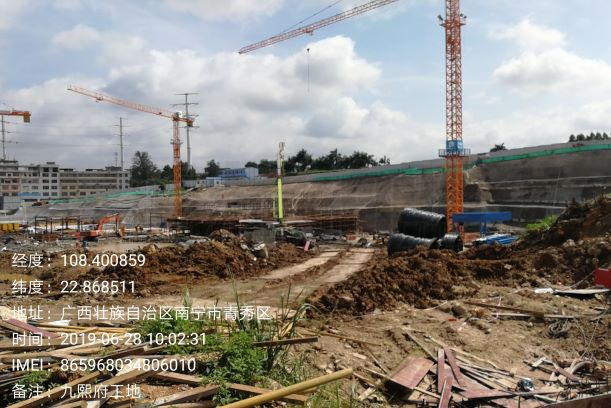 经度：108.400859
纬度：22.868511
地址：广西壮族自治区南宁市青秀区
时间：2019-06-28 10:02:31
IMEI：865968034806010
备注：九熙府工地